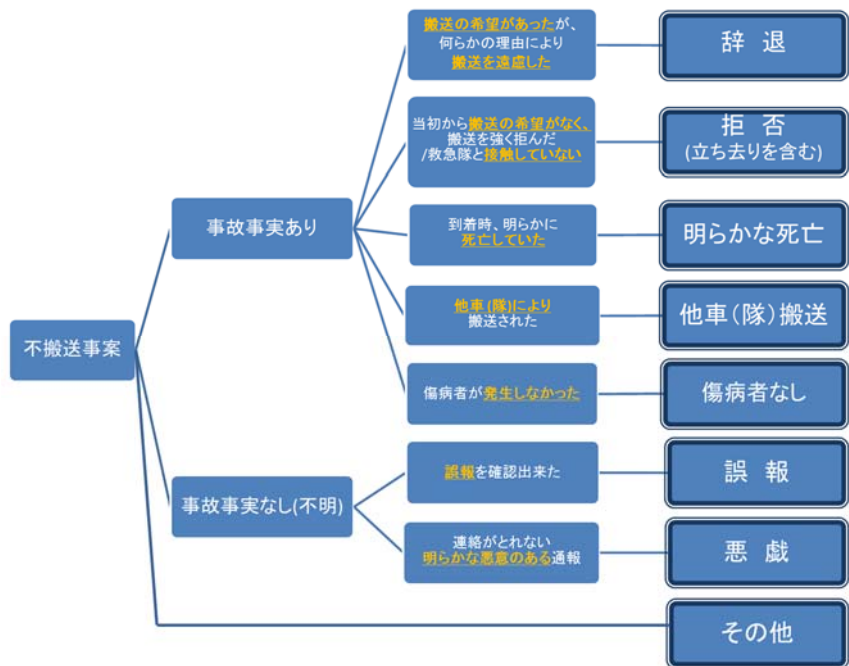 搬送の希望があったが、
何らかの理由により
搬送を遠慮した
辞 退
当初から搬送の希望がなく、
搬送を強く拒んだ
/救急隊と接触していない
拒 否
(立ち去りを含む)
事故事実あり
到着時、明らかに
死亡していた
明らかな死亡
他車(隊)により
搬送された
他車(隊)搬送
不搬送事案
傷病者が発生しなかった
傷病者なし
誤報を確認出来た
誤 報
事故事実なし(不明)
連絡がとれない
明らかな悪意のある通報
悪 戯
その他